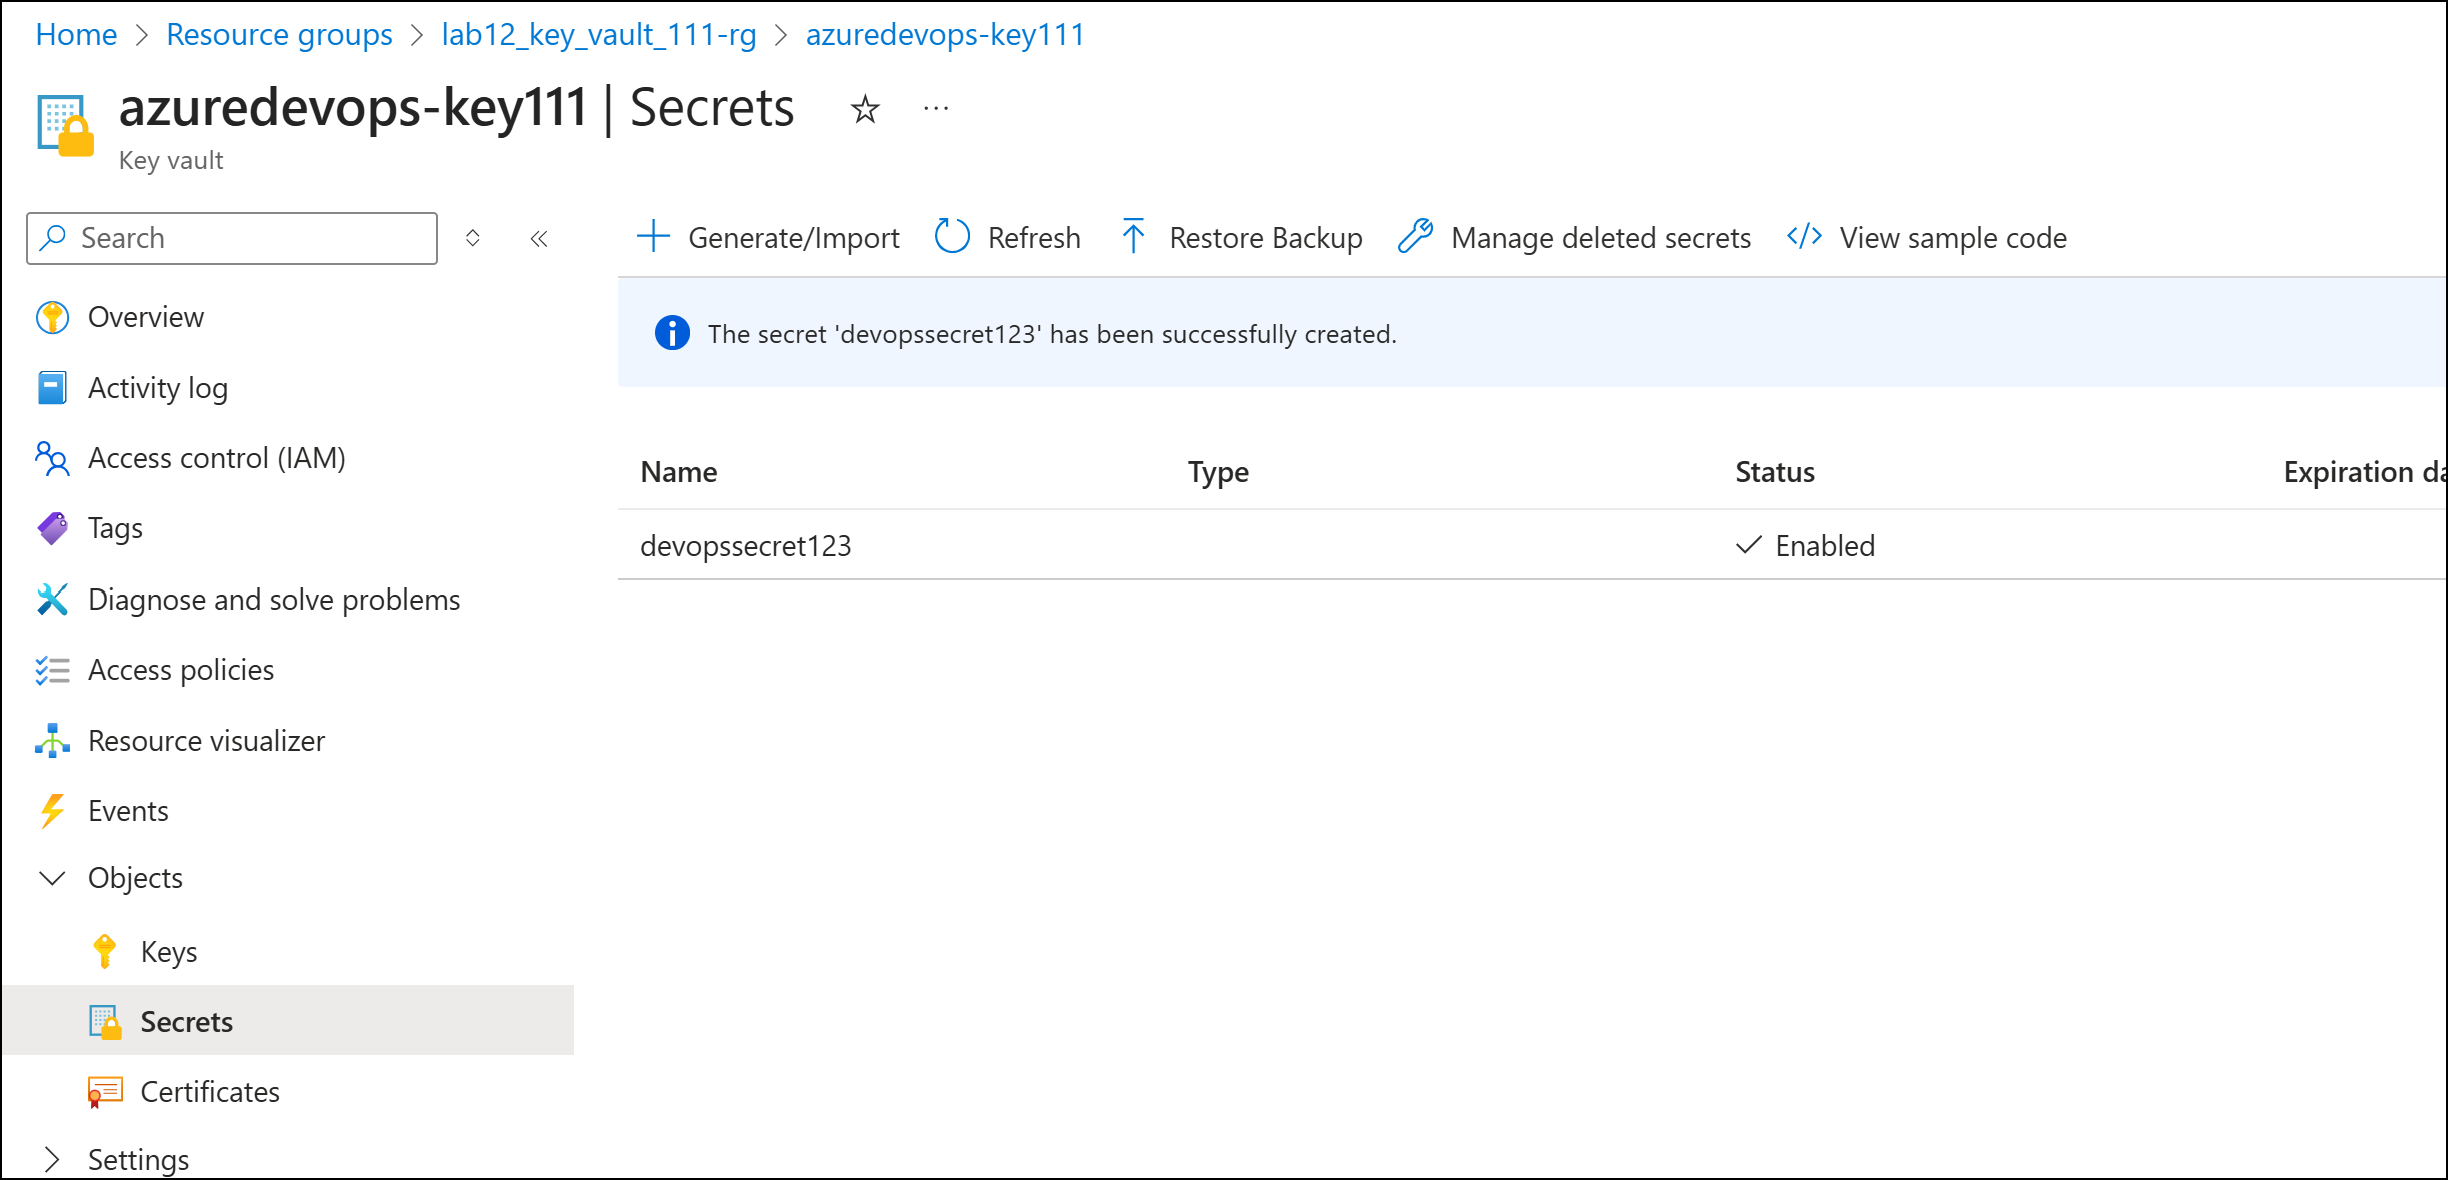 Home > Resource groups > lab12_key_vault_111-rg > azuredevops-key111
azuredevops-key111 | Secrets
Key vault
Search
Generate/Import Refresh Restore Backup Manage deleted secrets View sample code
The secret 'devopssecret123' has been successfully created.
Name Type Status Expiration da
devopssecret123 Enabled
Overview
Activity log
Access control (IAM)
Tags
Diagnose and solve problems
Access policies
Resource visualizer
Events
Objects
Keys
Secrets
Certificates
Settings